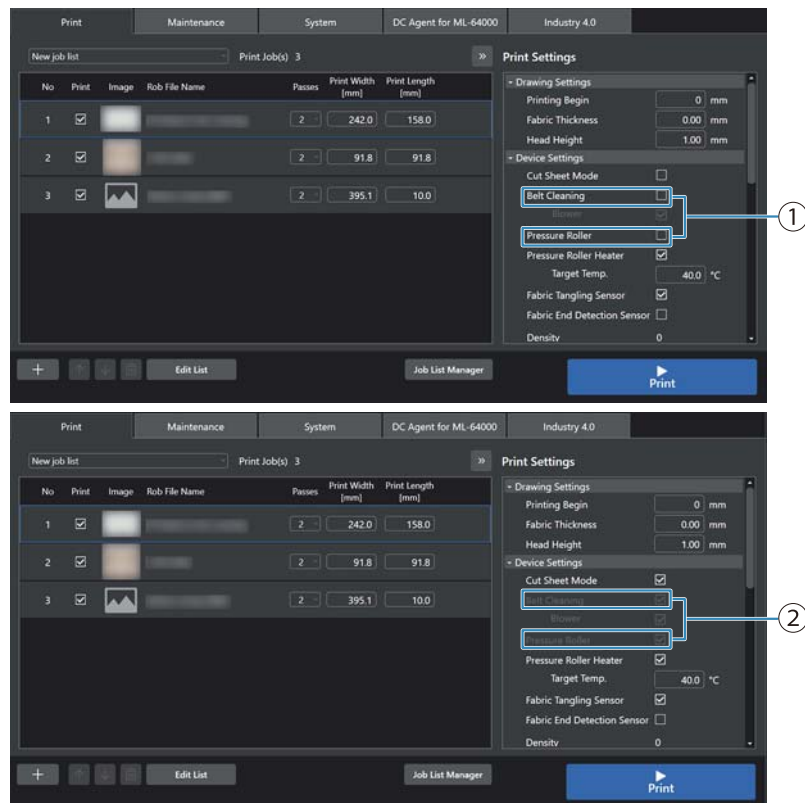 Print Maintenance System DC Agent for ML-64000 Industry 4.0
New job list Print Job(s) 3 » Print Settings
No Print Image Rob File Name Passes Print Width [mm] Print Length [mm]
1 2 242.0 158.0
2 2 91.8 91.8
3 2 395.1 10.0
Drawing Settings
Printing Begin 0 mm
Fabric Thickness 0.00 mm
Head Height 1.00 mm
Device Settings
Cut Sheet Mode
Belt Cleaning
Blower
Pressure Roller
Pressure Roller Heater
Target Temp. 40.0 °C
Fabric Tangling Sensor
Fabric End Detection Sensor
Density 0
1
+ Edit List Job List Manager Print
Print Maintenance System DC Agent for ML-64000 Industry 4.0
New job list Print Job(s) 3 » Print Settings
No Print Image Rob File Name Passes Print Width [mm] Print Length [mm]
1 2 242.0 158.0
2 2 91.8 91.8
3 2 395.1 10.0
Drawing Settings
Printing Begin 0 mm
Fabric Thickness 0.00 mm
Head Height 1.00 mm
Device Settings
Cut Sheet Mode
Belt Cleaning
Blower
Pressure Roller
Pressure Roller Heater
Target Temp. 40.0 °C
Fabric Tangling Sensor
Fabric End Detection Sensor
Density 0
2
+ Edit List Job List Manager Print